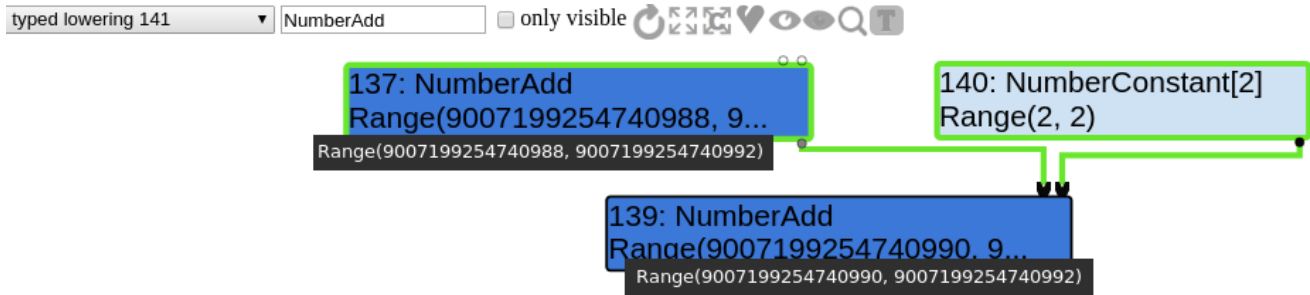 typed lowering 141 NumberAdd only visible T
137: NumberAdd
Range(9007199254740988, 9...
Range(9007199254740988, 9007199254740992)
140: NumberConstant[2]
Range(2, 2)
139: NumberAdd
Range(9007199254740990, 9...
Range(9007199254740990, 9007199254740992)